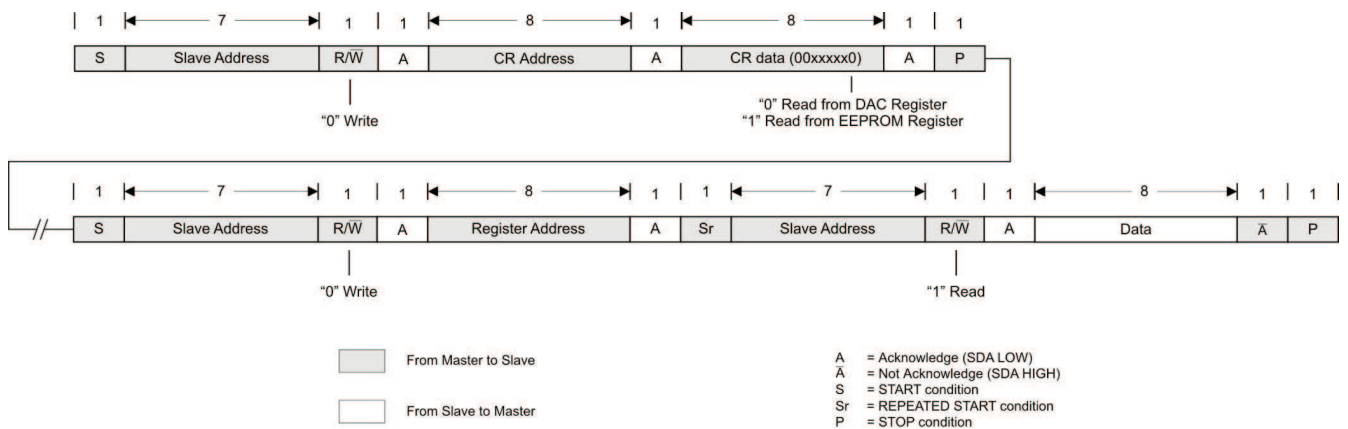 1 7 1 1 8 1 8 1 1
S Slave Address R/W̅ A CR Address A CR data (00xxxxx0) A P
"0" Write
"0" Read from DAC Register
"1" Read from EEPROM Register
1 7 1 1 8 1 1 7 1 1 8 1 1
S Slave Address R/W̅ A Register Address A Sr Slave Address R/W̅ A Data A̅ P
"0" Write "1" Read
From Master to Slave
From Slave to Master
A = Acknowledge (SDA LOW)
A̅ = Not Acknowledge (SDA HIGH)
S = START condition
Sr = REPEATED START condition
P = STOP condition